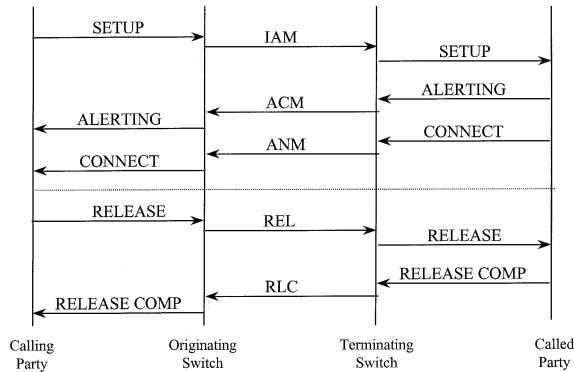 SETUP
IAM
SETUP
ALERTING
ACM
ALERTING
CONNECT
ANM
CONNECT
RELEASE
REL
RELEASE
RELEASE COMP
RLC
RELEASE COMP
Calling
Party
Originating
Switch
Terminating
Switch
Called
Party